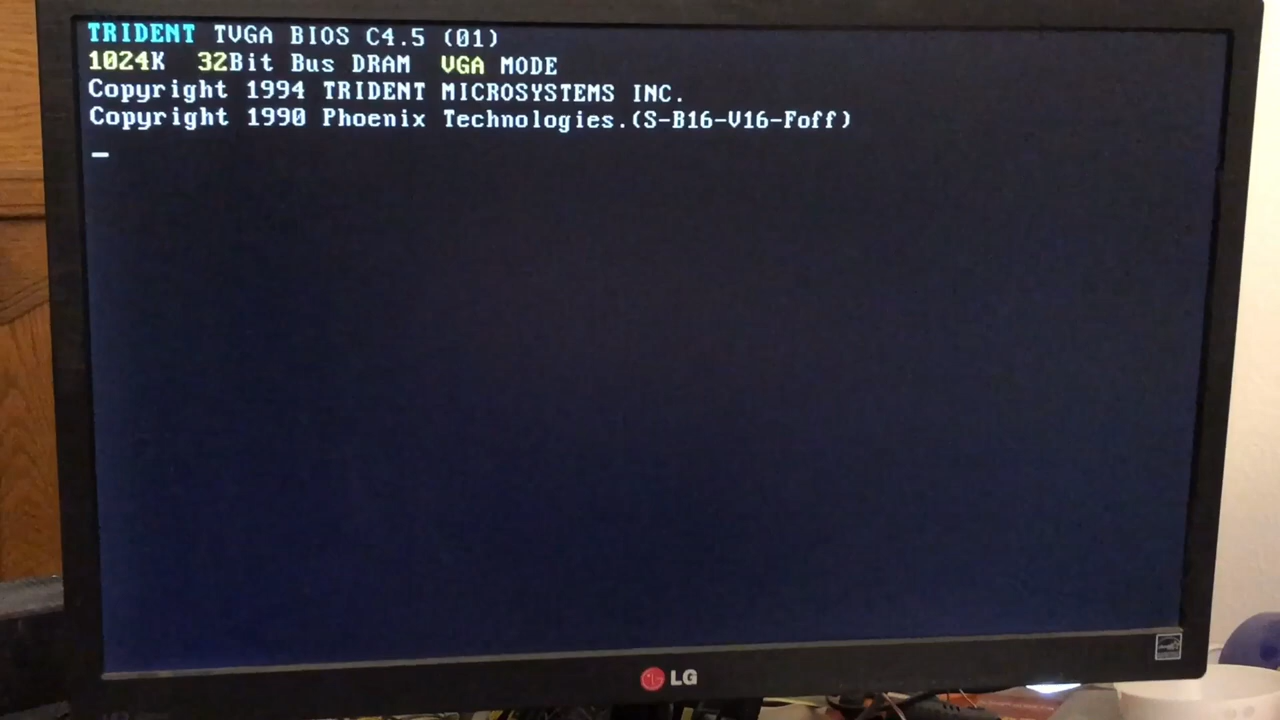 TRIDENT TVGA BIOS C4.5 (01)
1024K 32Bit Bus DRAM VGA MODE
Copyright 1994 TRIDENT MICROSYSTEMS INC.
Copyright 1990 Phoenix Technologies.(S-B16-V16-Foff)
LG